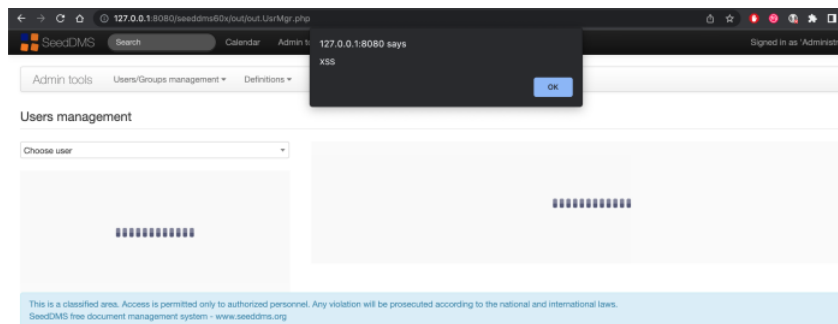 127.0.0.1:8080/seeddms60x/out/out.UsrMgr.php
SeedDMS Search Calendar Admin t
Signed in as 'Administr
127.0.0.1:8080 says
XSS
OK
Admin tools Users/Groups management Definitions
Users management
Choose user
This is a classified area. Access is permitted only to authorized personnel. Any violation will be prosecuted according to the national and international laws.
SeedDMS free document management system - www.seeddms.org